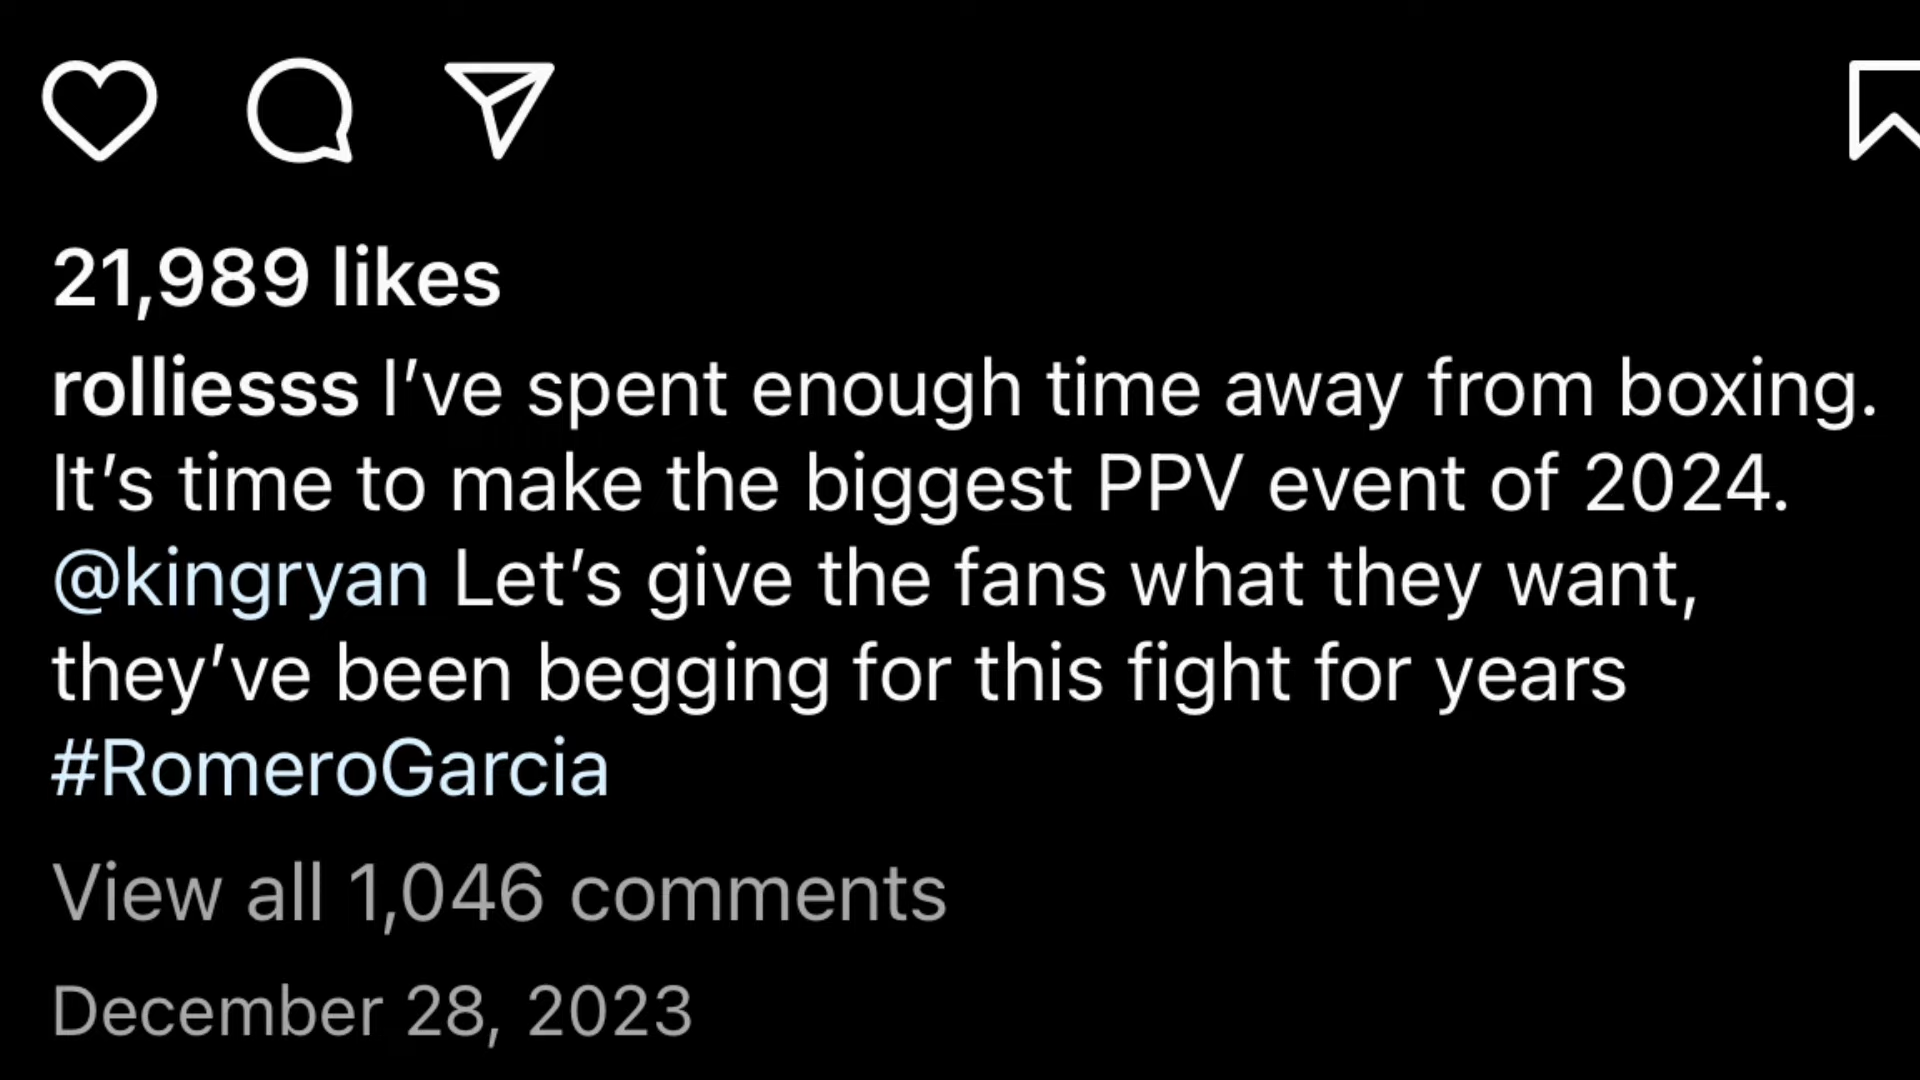 21,989 likes
rolliesss I’ve spent enough time away from boxing.
It’s time to make the biggest PPV event of 2024.
@kingryan Let’s give the fans what they want,
they’ve been begging for this fight for years
#RomeroGarcia
View all 1,046 comments
December 28, 2023